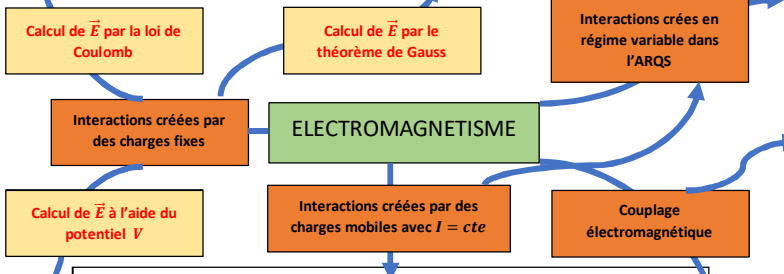 Calcul de E⃗ par la loi de
Coulomb
Calcul de E⃗ par le
théorème de Gauss
Interactions crées en
régime variable dans
l'ARQS
Interactions créées par
des charges fixes
ELECTROMAGNETISME
Calcul de E⃗ à l'aide du
potentiel V
Interactions créées par des
charges mobiles avec I = cte
Couplage
électromagnétique